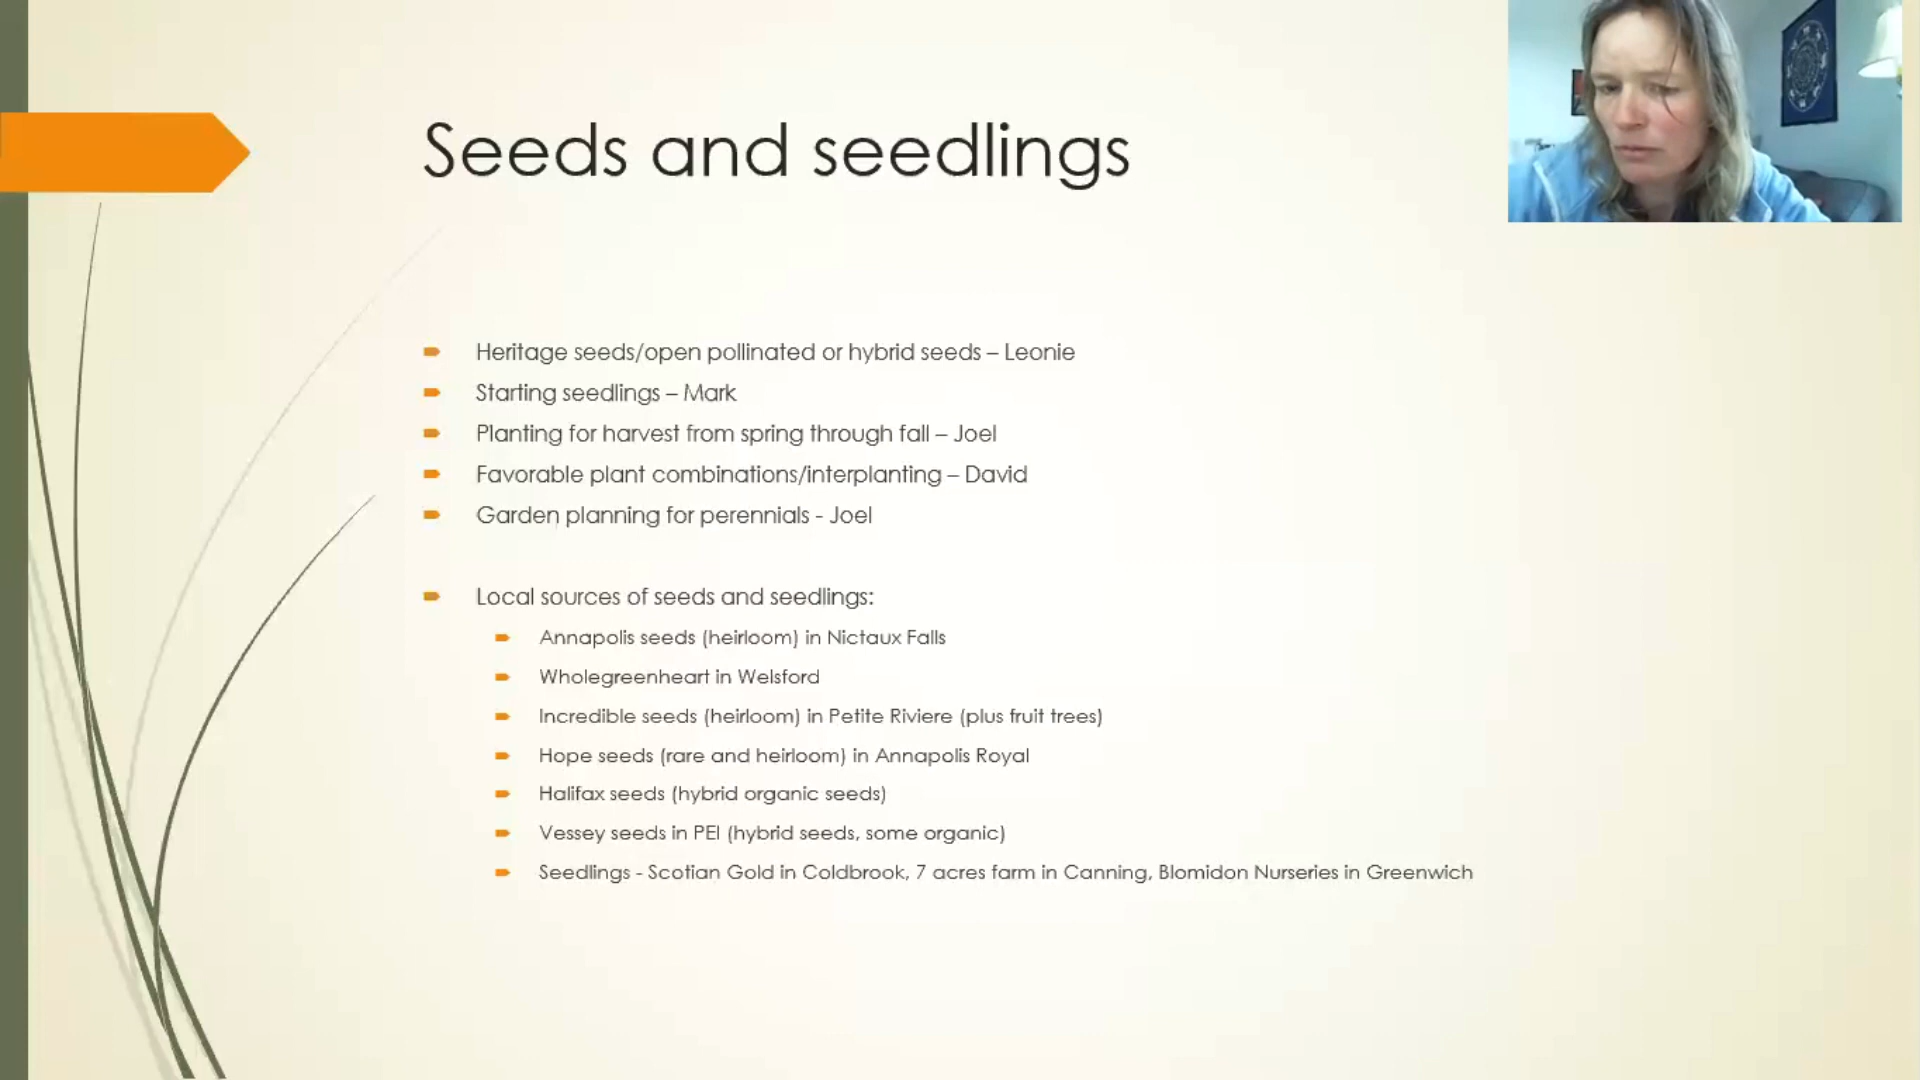 Seeds and seedlings
Heritage seeds/open pollinated or hybrid seeds – Leonie
Starting seedlings – Mark
Planting for harvest from spring through fall – Joel
Favorable plant combinations/interplanting – David
Garden planning for perennials - Joel
Local sources of seeds and seedlings:
Annapolis seeds (heirloom) in Nictaux Falls
Wholegreenheart in Welsford
Incredible seeds (heirloom) in Petite Riviere (plus fruit trees)
Hope seeds (rare and heirloom) in Annapolis Royal
Halifax seeds (hybrid organic seeds)
Vessey seeds in PEI (hybrid seeds, some organic)
Seedlings - Scotian Gold in Coldbrook, 7 acres farm in Canning, Blomidon Nurseries in Greenwich